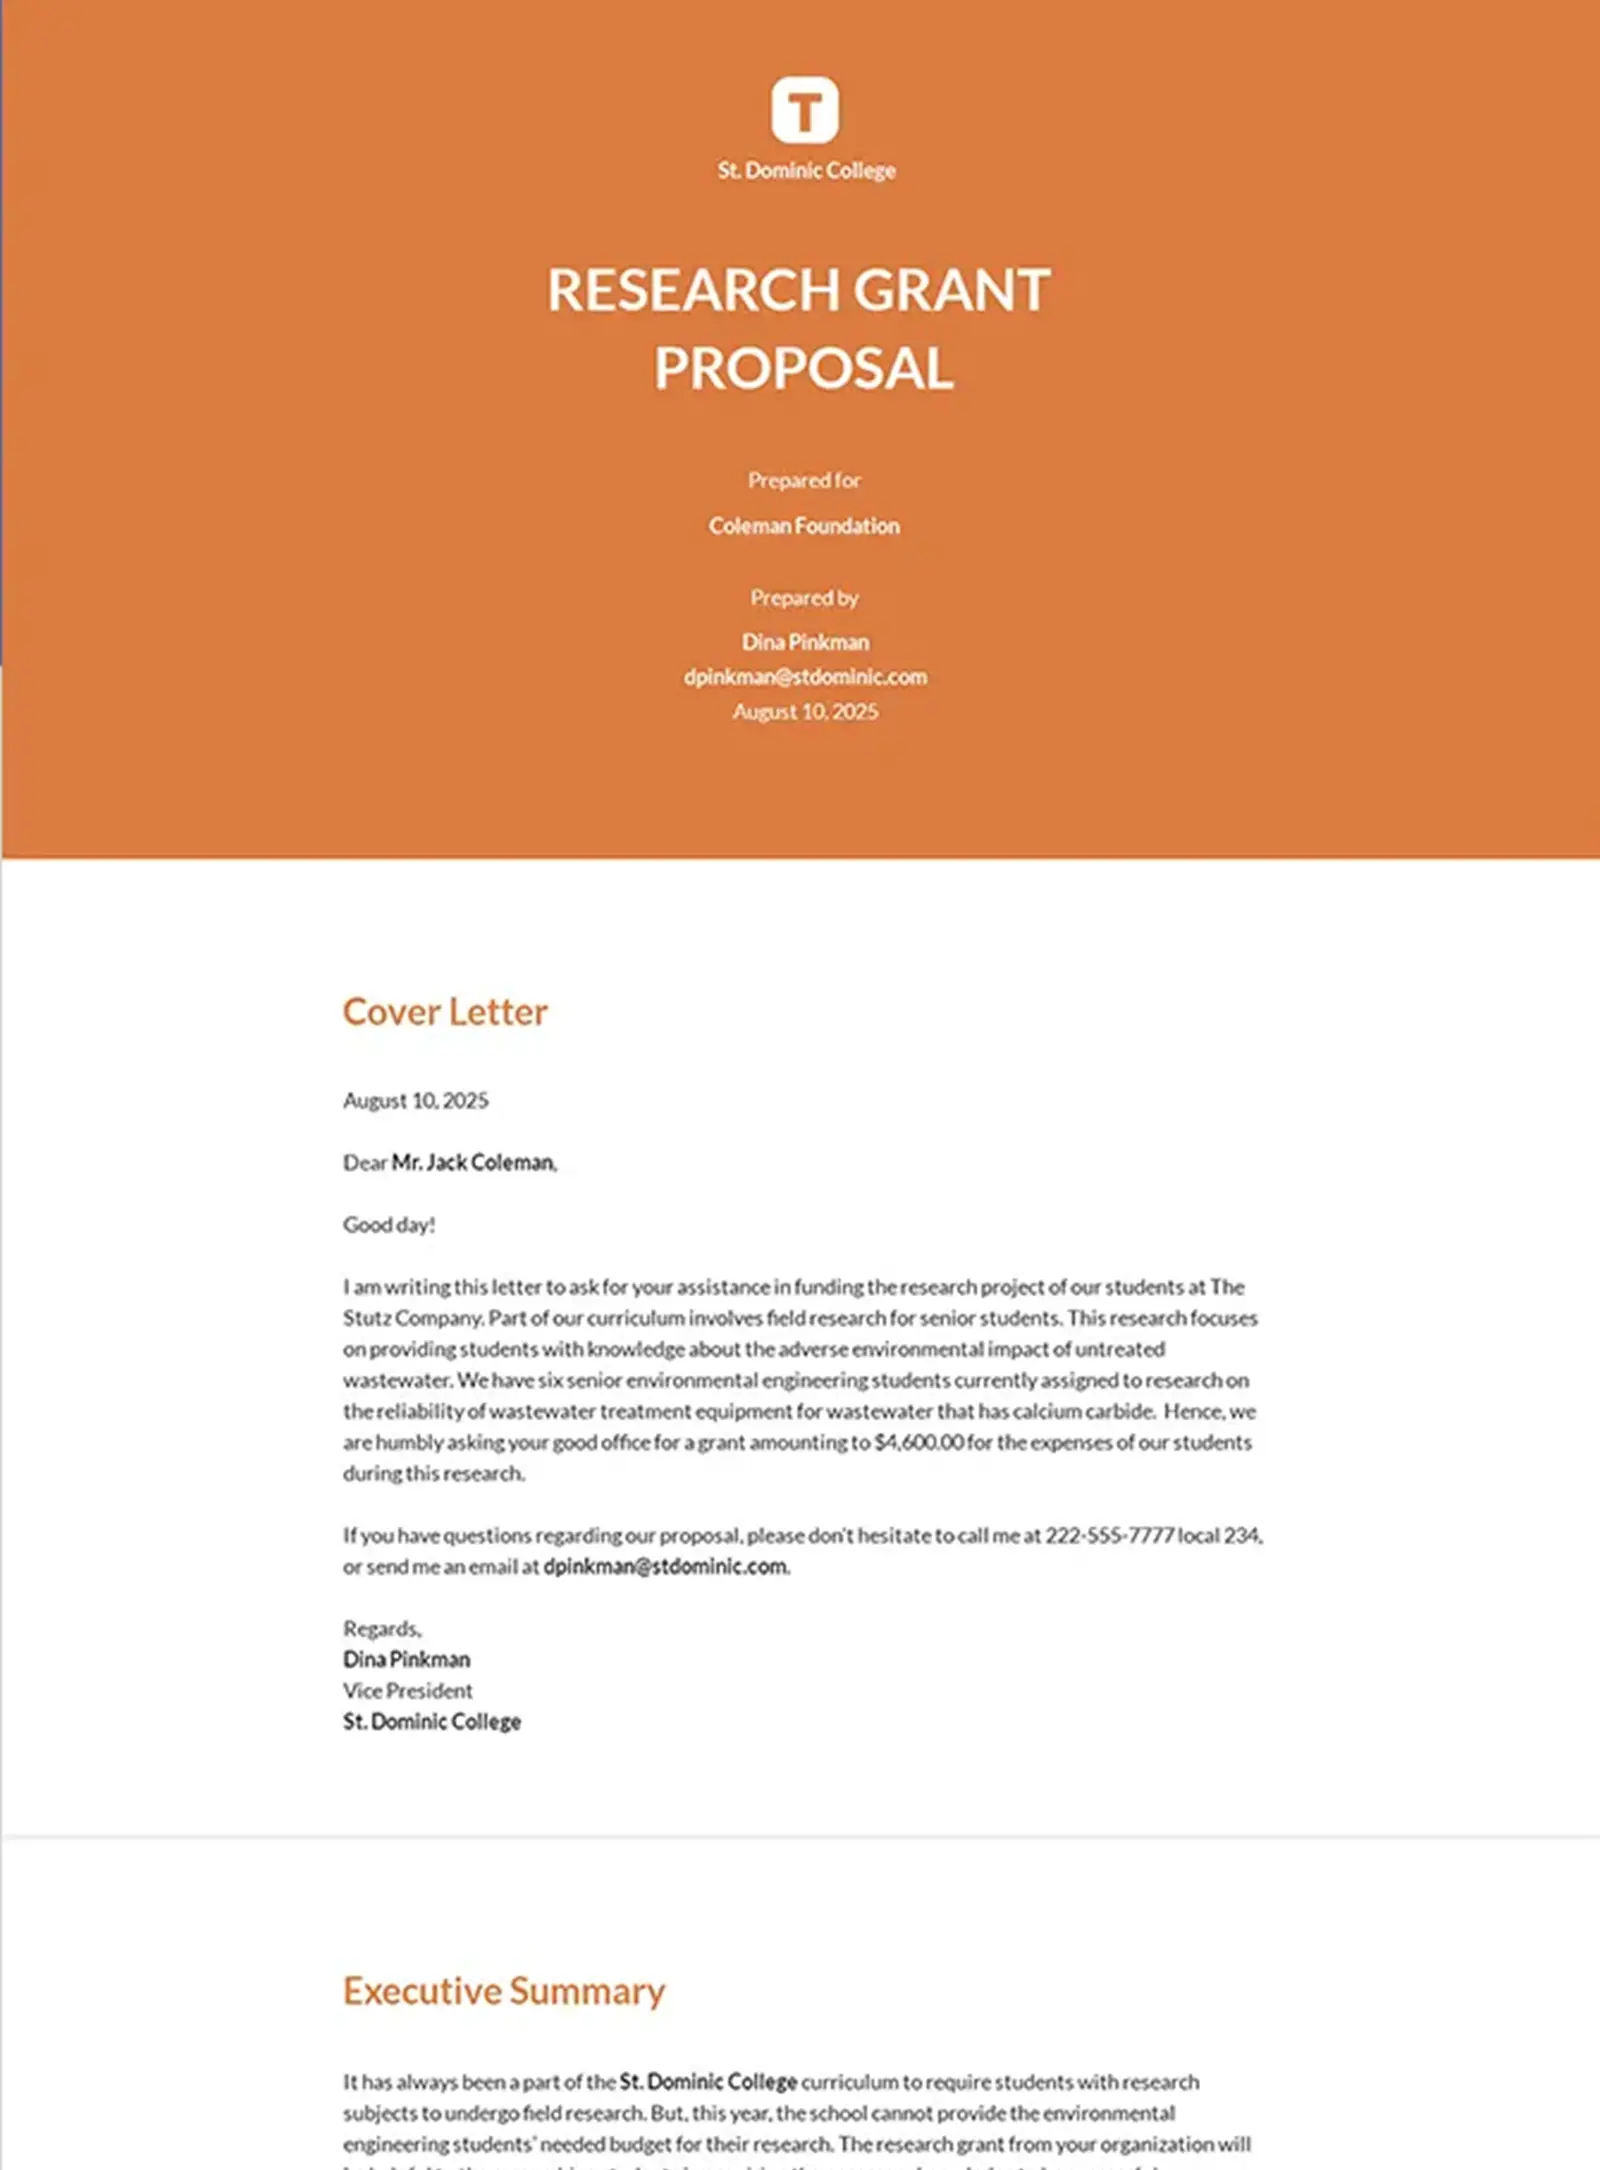 T
St. Dominic College
RESEARCH GRANT
PROPOSAL
Prepared for
Coleman Foundation
Prepared by
Dina Pinkman
dpinkman@stdominic.com
August 10, 2025
Cover Letter
August 10, 2025
Dear Mr. Jack Coleman,
Good day!
I am writing this letter to ask for your assistance in funding the research project of our students at The
Stutz Company. Part of our curriculum involves field research for senior students. This research focuses
on providing students with knowledge about the adverse environmental impact of untreated
wastewater. We have six senior environmental engineering students currently assigned to research on
the reliability of wastewater treatment equipment for wastewater that has calcium carbide. Hence, we
are humbly asking your good office for a grant amounting to $4,600.00 for the expenses of our students
during this research.
If you have questions regarding our proposal, please don't hesitate to call me at 222-555-7777 local 234,
or send me an email at dpinkman@stdominic.com.
Regards,
Dina Pinkman
Vice President
St. Dominic College
Executive Summary
It has always been a part of the St. Dominic College curriculum to require students with research
subjects to undergo field research. But, this year, the school cannot provide the environmental
engineering students' needed budget for their research. The research grant from your organization will